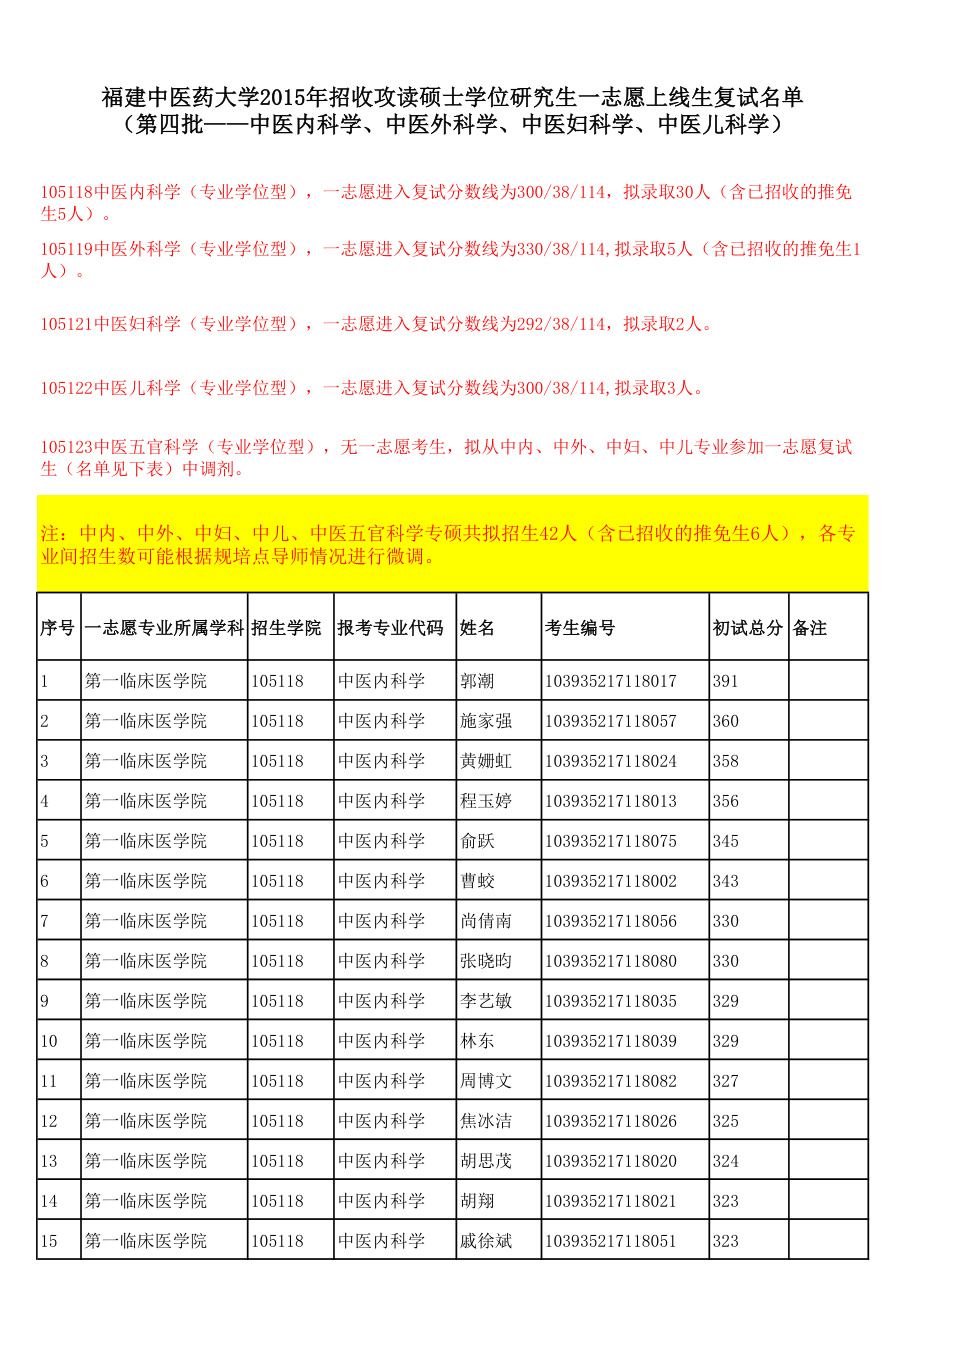 福建中医药大学2015年招收攻读硕士学位研究生一志愿上线生复试名单
（第四批——中医内科学、中医外科学、中医妇科学、中医儿科学）
105118中医内科学（专业学位型），一志愿进入复试分数线为300/38/114，拟录取30人（含已招收的推免
生5人）。
105119中医外科学（专业学位型），一志愿进入复试分数线为330/38/114,拟录取5人（含已招收的推免生1
人）。
105121中医妇科学（专业学位型），一志愿进入复试分数线为292/38/114，拟录取2人。
105122中医儿科学（专业学位型），一志愿进入复试分数线为300/38/114,拟录取3人。
105123中医五官科学（专业学位型），无一志愿考生，拟从中内、中外、中妇、中儿专业参加一志愿复试
生（名单见下表）中调剂。
注：中内、中外、中妇、中儿、中医五官科学专硕共拟招生42人（含已招收的推免生6人），各专
业间招生数可能根据规培点导师情况进行微调。
序号 一志愿专业所属学科 招生学院 报考专业代码 姓名 考生编号 初试总分 备注
1 第一临床医学院 105118 中医内科学 郭潮 103935217118017 391
2 第一临床医学院 105118 中医内科学 施家强 103935217118057 360
3 第一临床医学院 105118 中医内科学 黄姗虹 103935217118024 358
4 第一临床医学院 105118 中医内科学 程玉婷 103935217118013 356
5 第一临床医学院 105118 中医内科学 俞跃 103935217118075 345
6 第一临床医学院 105118 中医内科学 曹蛟 103935217118002 343
7 第一临床医学院 105118 中医内科学 尚倩南 103935217118056 330
8 第一临床医学院 105118 中医内科学 张晓昀 103935217118080 330
9 第一临床医学院 105118 中医内科学 李艺敏 103935217118035 329
10 第一临床医学院 105118 中医内科学 林东 103935217118039 329
11 第一临床医学院 105118 中医内科学 周博文 103935217118082 327
12 第一临床医学院 105118 中医内科学 焦冰洁 103935217118026 325
13 第一临床医学院 105118 中医内科学 胡思茂 103935217118020 324
14 第一临床医学院 105118 中医内科学 胡翔 103935217118021 323
15 第一临床医学院 105118 中医内科学 戚徐斌 103935217118051 323